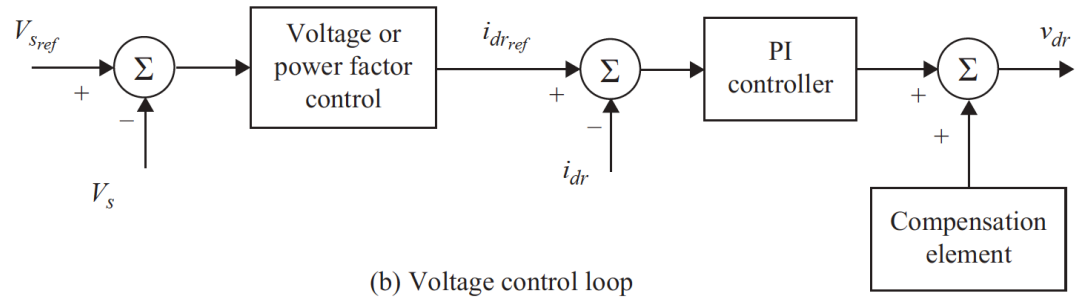 V_{s_{ref}}
+
−
V_s
Σ
Voltage or
power factor
control
i_{dr_{ref}}
+
−
i_{dr}
Σ
PI
controller
+
+
Σ
v_{dr}
Compensation
element
(b) Voltage control loop